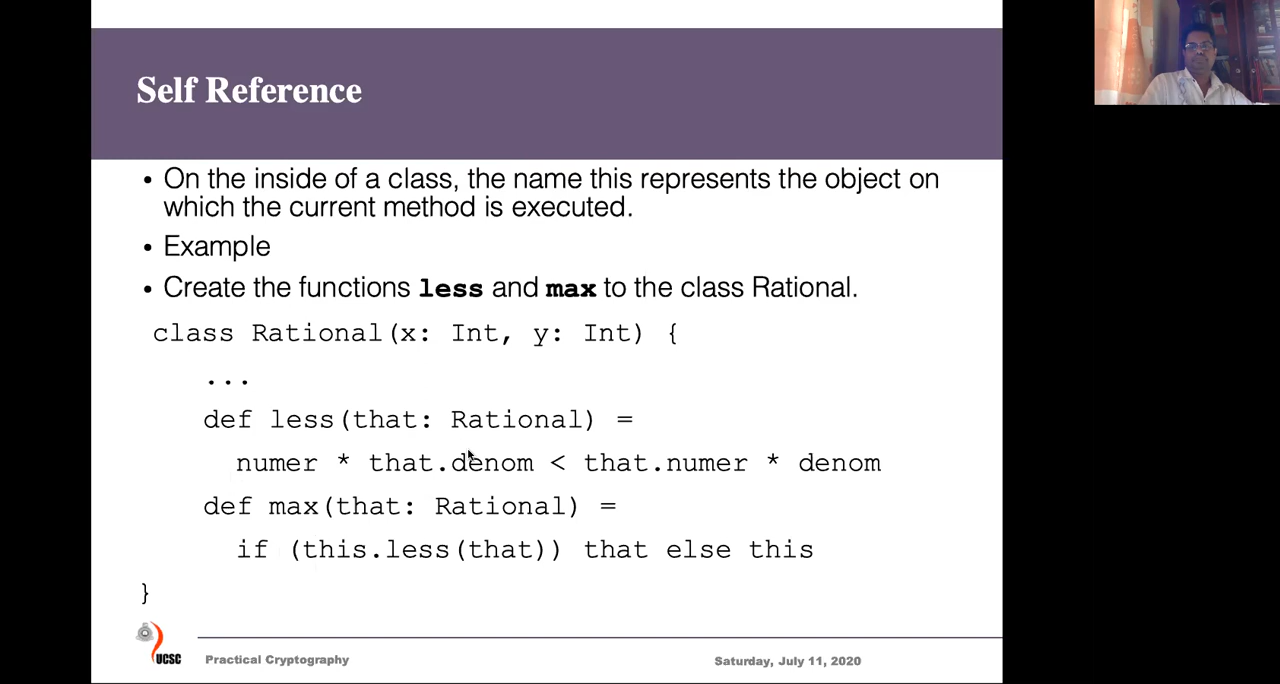 Self Reference
• On the inside of a class, the name this represents the object on
which the current method is executed.
• Example
• Create the functions less and max to the class Rational.
class Rational(x: Int, y: Int) {
...
def less(that: Rational) =
numer * that.denom < that.numer * denom
def max(that: Rational) =
if (this.less(that)) that else this
}
UCSC
Practical Cryptography
Saturday, July 11, 2020